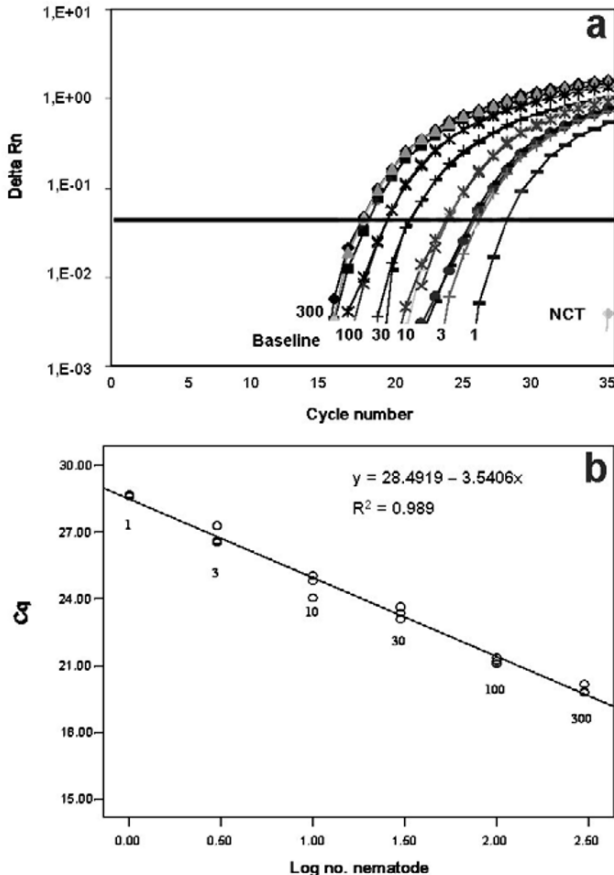 a
1,E+01
1,E+00
1,E-01
1,E-02
1,E-03
Delta Rn
300 100 30 10 3 1
Baseline
NCT
0 5 10 15 20 25 30 35
Cycle number
b
30.00
27.00
24.00
21.00
18.00
15.00
Cq
y = 28.4919 – 3.5406x
R² = 0.989
1
3
10
30
100
300
0.00 0.50 1.00 1.50 2.00 2.50
Log no. nematode